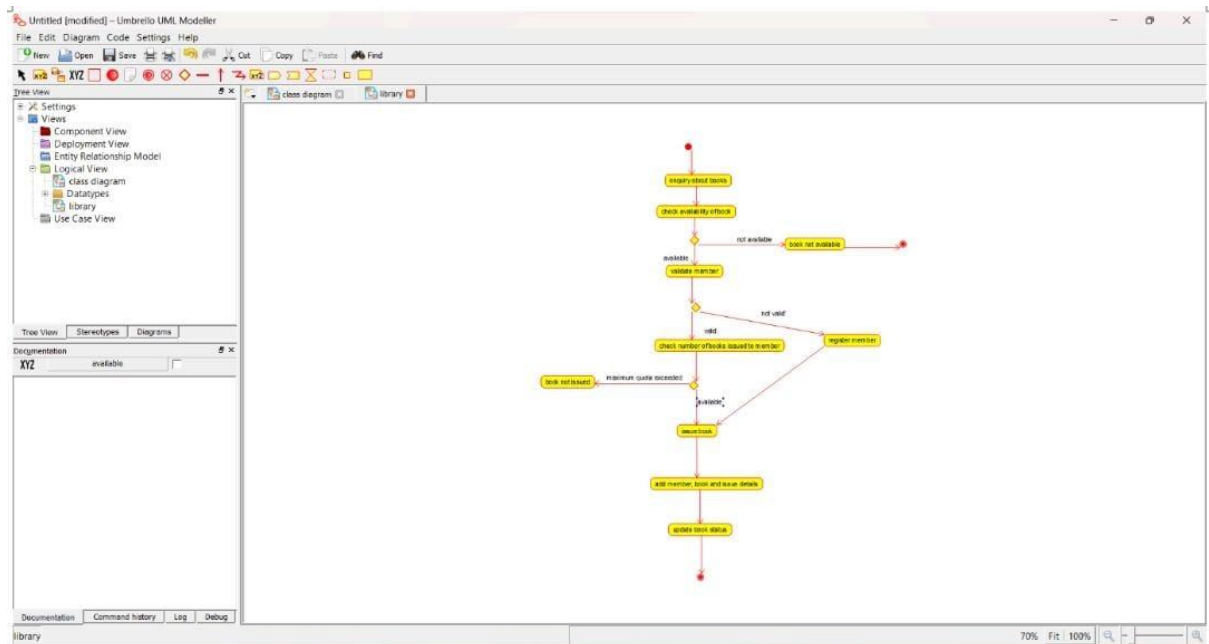 Untitled [modified] – Umbrello UML Modeller
File Edit Diagram Code Settings Help
New Open Save Cut Copy Paste Find
XYZ XYZ XYZ
Tree View
class diagram library
Settings
Views
Component View
Deployment View
Entity Relationship Model
Logical View
class diagram
Datatypes
library
Use Case View
Tree View Stereotypes Diagrams
Documentation
XYZ available
Documentation Command history Log Debug
enquiry about books
check availability of book
not available
book not available
available
validate member
not valid
valid
register member
check number of books issued to member
maximum quota exceeded
book not issued
available
issue book
add member, book and issue details
update book status
library
70% Fit 100%